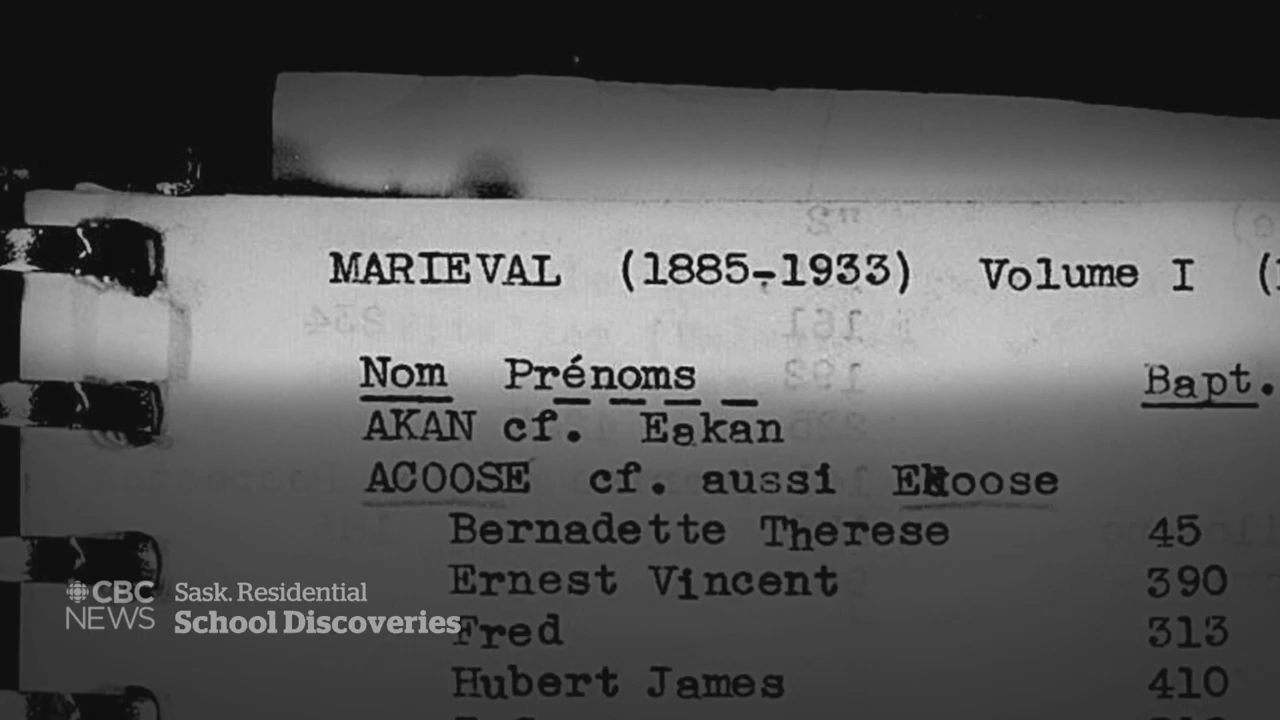 MARIEVAL (1885-1933) Volume I (
Nom Prénoms Bapt.
AKAN cf. Eakan
ACOOSE cf. aussi Ekoose
Bernadette Therese 45
Ernest Vincent 390
Fred 313
Hubert James 410
CBC NEWS
Sask. Residential
School Discoveries